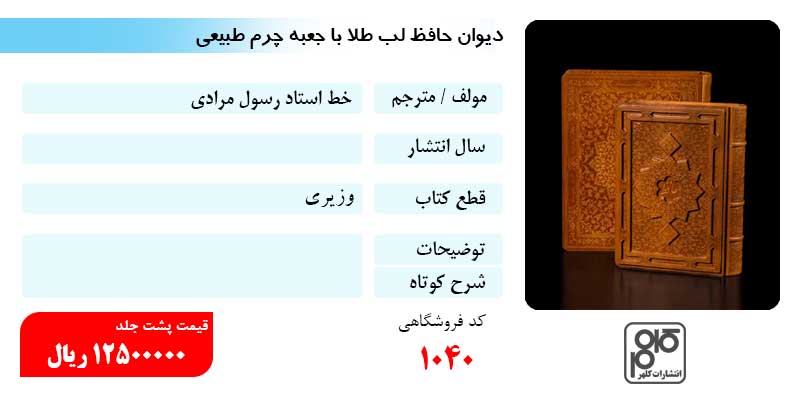 دیوان حافظ لب طلا با جعبه چرم طبیعی
مولف / مترجم
خط استاد رسول مرادی
سال انتشار
قطع کتاب
وزیری
توضیحات
شرح کوتاه
کد فروشگاهی
۱۰۴۰
قیمت پشت جلد
۱۲۵۰۰۰۰۰ ریال
انتشارات گلهر